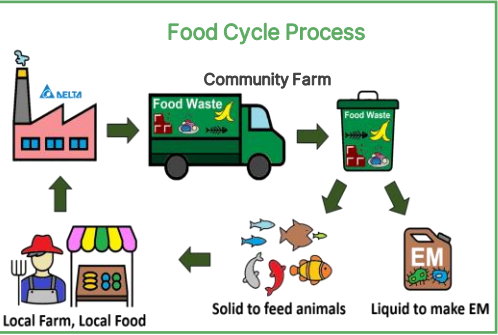 Food Cycle Process
Community Farm
DELTA
Food Waste
Food Waste
EM
Local Farm, Local Food
Solid to feed animals
Liquid to make EM